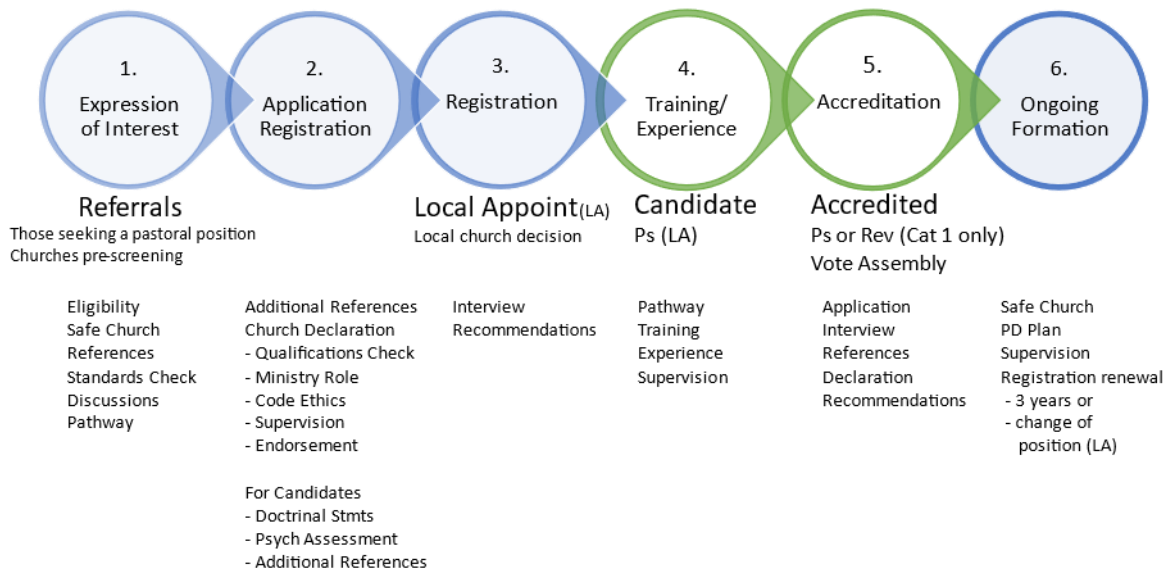 1.
Expression
of Interest
2.
Application
Registration
3.
Registration
4.
Training/
Experience
5.
Accreditation
6.
Ongoing
Formation
Referrals
Those seeking a pastoral position
Churches pre-screening
Local Appoint(LA)
Local church decision
Candidate
Ps (LA)
Accredited
Ps or Rev (Cat 1 only)
Vote Assembly
Eligibility
Safe Church
References
Standards Check
Discussions
Pathway
Additional References
Church Declaration
- Qualifications Check
- Ministry Role
- Code Ethics
- Supervision
- Endorsement
For Candidates
- Doctrinal Stmts
- Psych Assessment
- Additional References
Interview
Recommendations
Pathway
Training
Experience
Supervision
Application
Interview
References
Declaration
Recommendations
Safe Church
PD Plan
Supervision
Registration renewal
- 3 years or
- change of
position (LA)